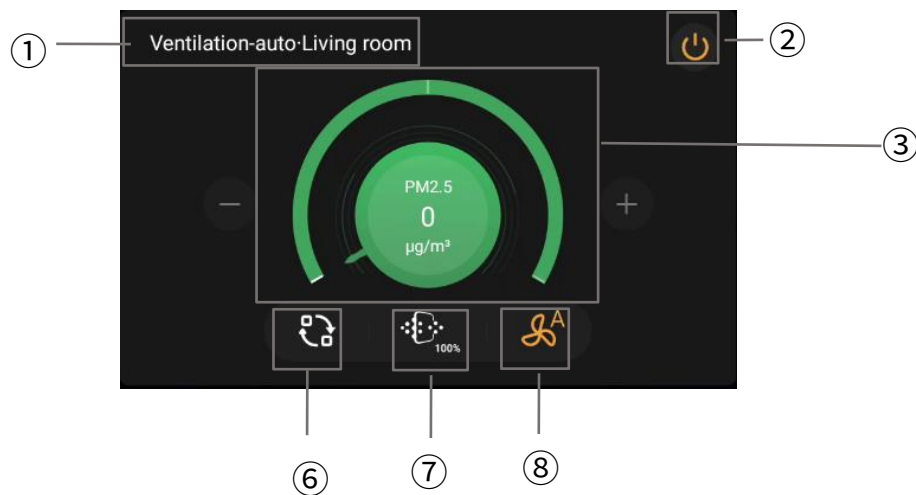 ①
Ventilation-auto·Living room
②
③
PM2.5
0
µg/m³
−
+
100%
A
⑥
⑦
⑧